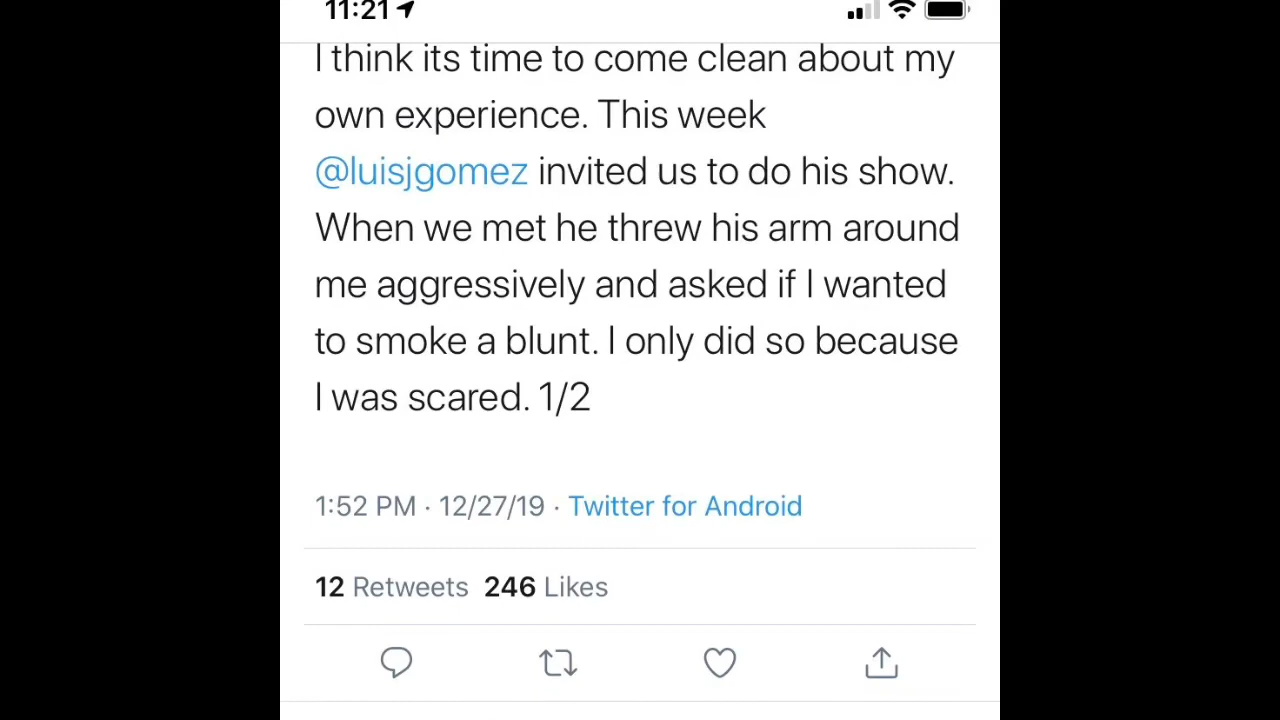 11:21
I think its time to come clean about my
own experience. This week
@luisjgomez invited us to do his show.
When we met he threw his arm around
me aggressively and asked if I wanted
to smoke a blunt. I only did so because
I was scared. 1/2
1:52 PM · 12/27/19 · Twitter for Android
12 Retweets 246 Likes